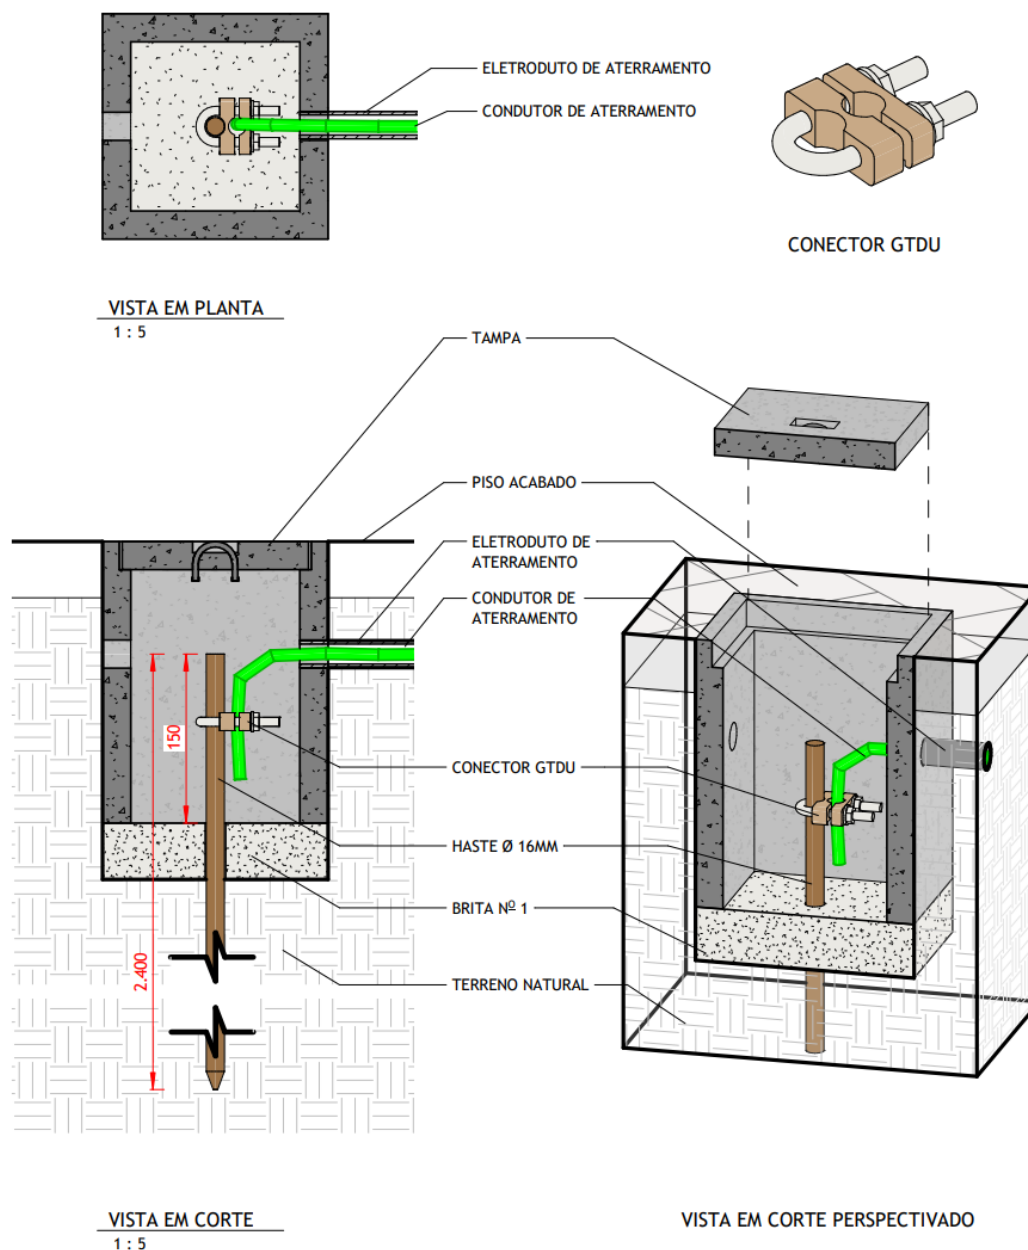 ELETRODUTO DE ATERRAMENTO
CONDUTOR DE ATERRAMENTO
CONECTOR GTDU
VISTA EM PLANTA
1 : 5
TAMPA
PISO ACABADO
ELETRODUTO DE
ATERRAMENTO
CONDUTOR DE
ATERRAMENTO
150
CONECTOR GTDU
HASTE Ø 16MM
BRITA Nº 1
2.400
TERRENO NATURAL
VISTA EM CORTE
1 : 5
VISTA EM CORTE PERSPECTIVADO